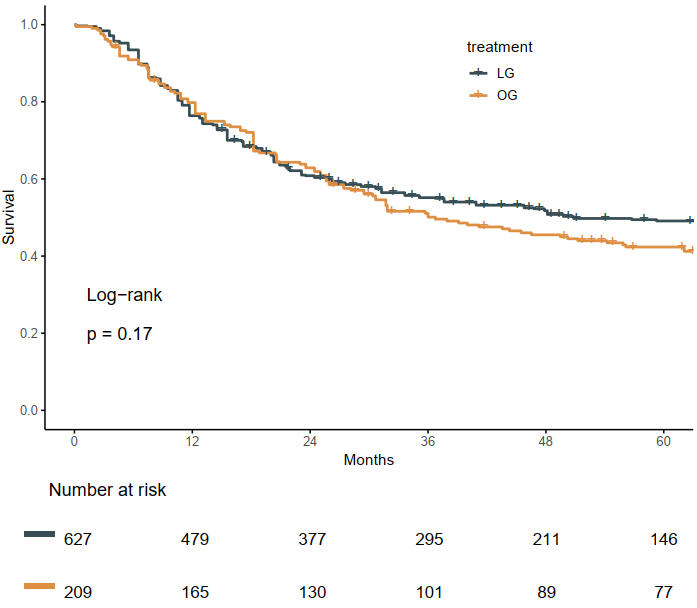 1.0
0.8
0.6
0.4
0.2
0.0
Survival
treatment
LG
OG
Log−rank
p = 0.17
0 12 24 36 48 60
Months
Number at risk
627 479 377 295 211 146
209 165 130 101 89 77